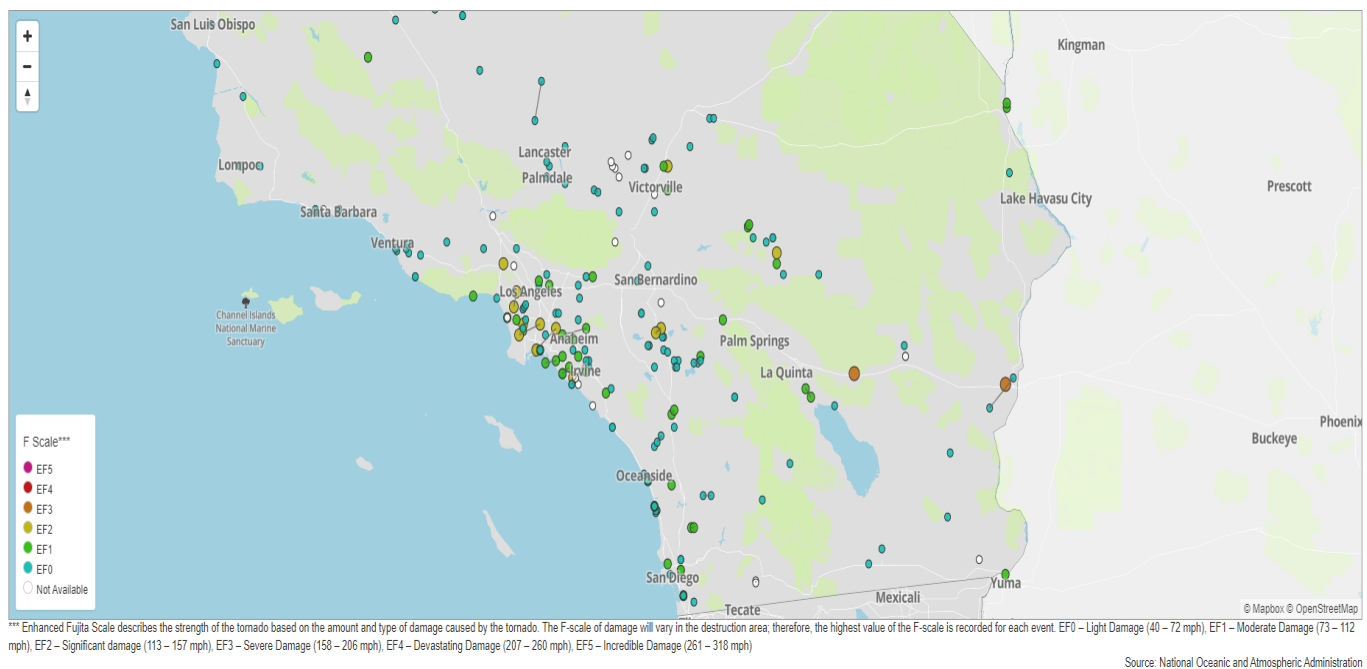 San Luis Obispo
Kingman
Lancaster
Palmdale
Lompoc
Victorville
Prescott
Lake Havasu City
Santa Barbara
Ventura
San Bernardino
Los Angeles
Channel Islands
National Marine
Sanctuary
Anaheim
Palm Springs
Irvine
La Quinta
Phoenix
Buckeye
Oceanside
San Diego
Yuma
Mexicali
Tecate
F Scale***
EF5
EF4
EF3
EF2
EF1
EF0
Not Available
© Mapbox © OpenStreetMap
*** Enhanced Fujita Scale describes the strength of the tornado based on the amount and type of damage caused by the tornado. The F-scale of damage will vary in the destruction area; therefore, the highest value of the F-scale is recorded for each event. EF0 – Light Damage (40 – 72 mph), EF1 – Moderate Damage (73 – 112
mph), EF2 – Significant damage (113 – 157 mph), EF3 – Severe Damage (158 – 206 mph), EF4 – Devastating Damage (207 – 260 mph), EF5 – Incredible Damage (261 – 318 mph)
Source: National Oceanic and Atmospheric Administration